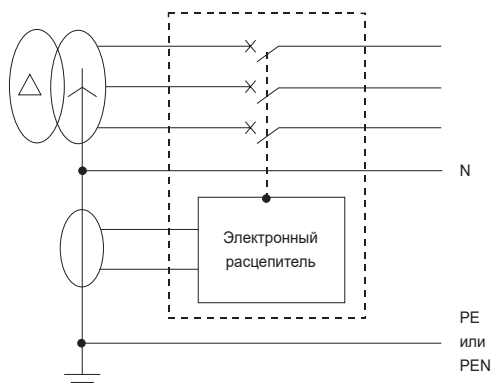 N
Электронный
расцепитель
PE
или
PEN